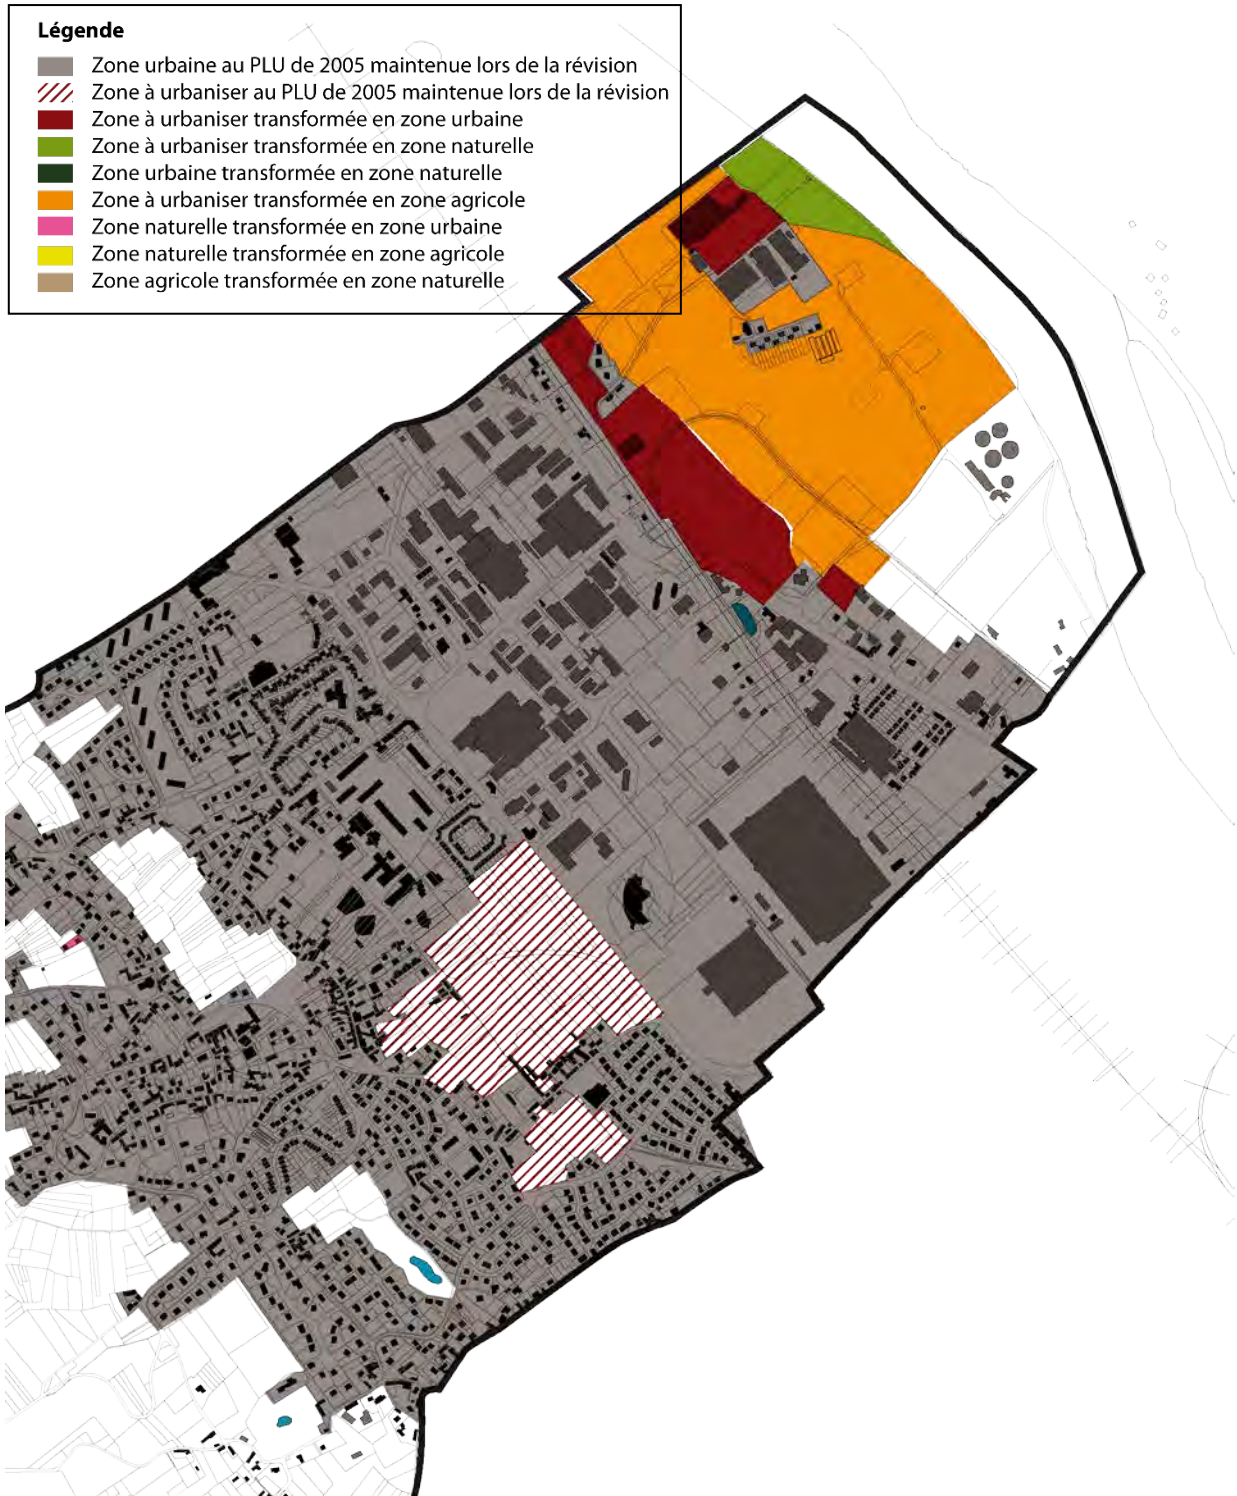 Légende
Zone urbaine au PLU de 2005 maintenue lors de la révision
Zone à urbaniser au PLU de 2005 maintenue lors de la révision
Zone à urbaniser transformée en zone urbaine
Zone à urbaniser transformée en zone naturelle
Zone urbaine transformée en zone naturelle
Zone à urbaniser transformée en zone agricole
Zone naturelle transformée en zone urbaine
Zone naturelle transformée en zone agricole
Zone agricole transformée en zone naturelle